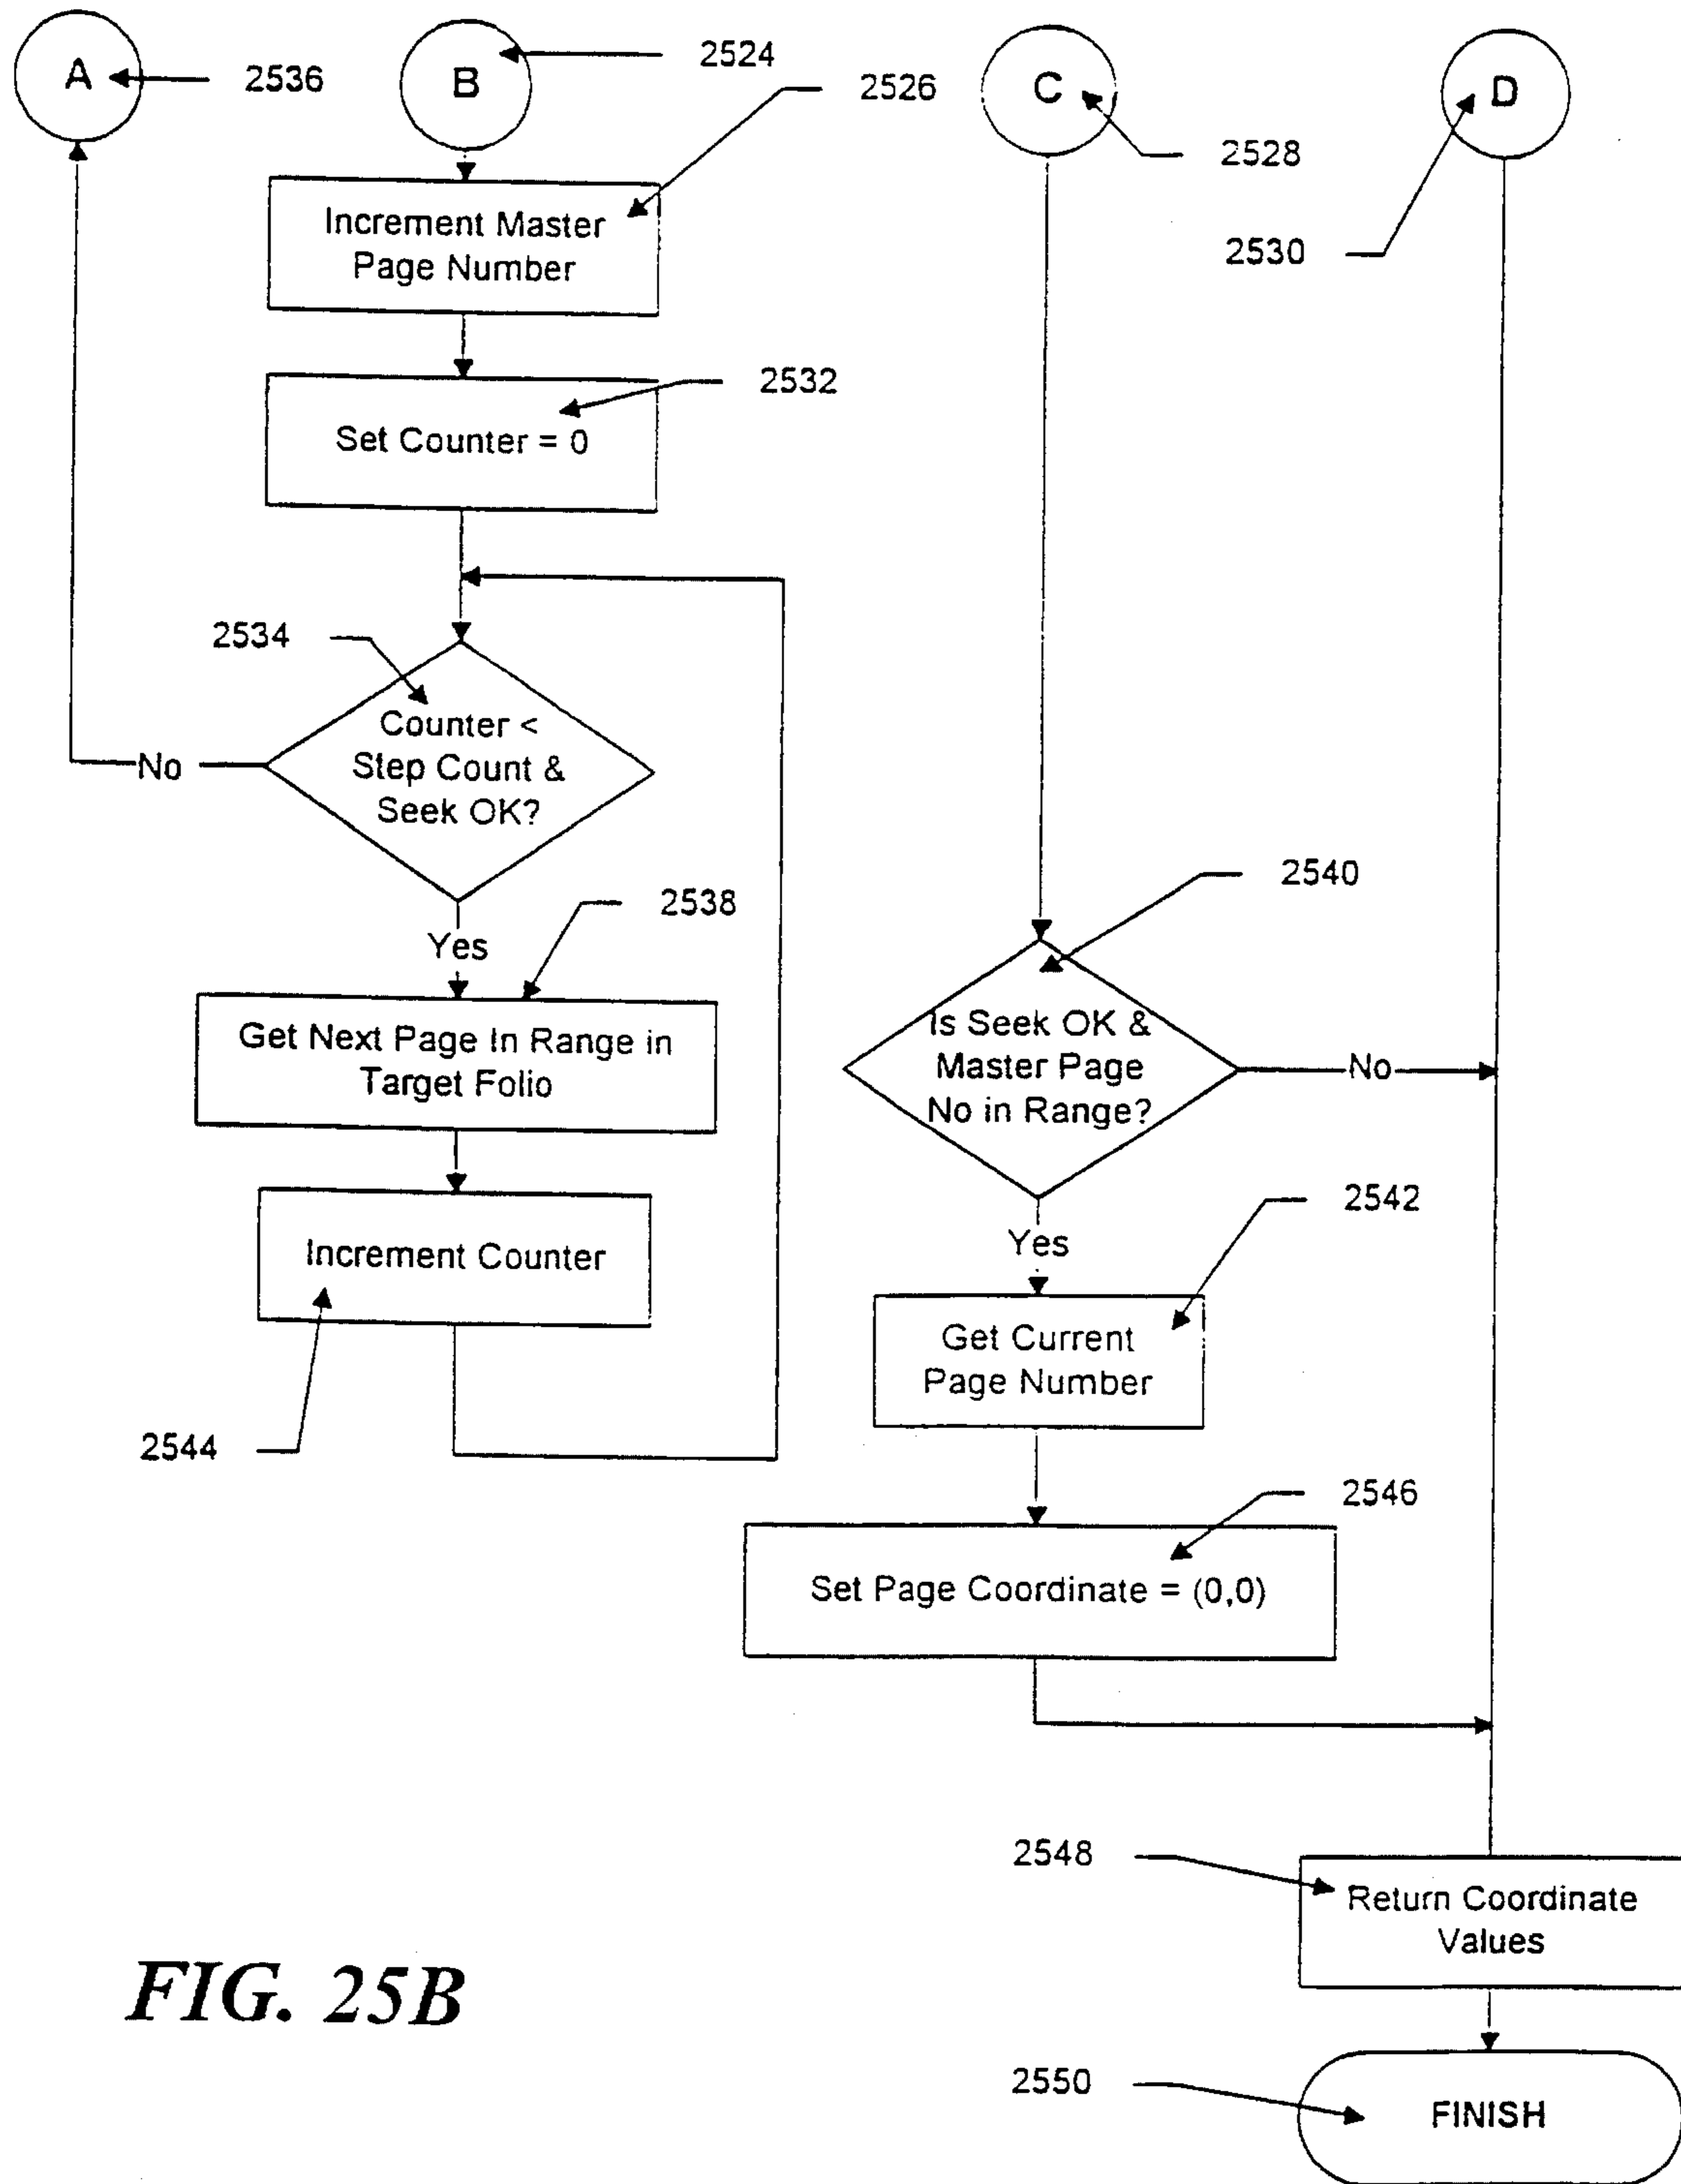 A
2536
B
2524
2526
C
2528
D
2530
Increment Master
Page Number
2532
Set Counter = 0
2534
Counter <
Step Count &
Seek OK?
No
Yes
2538
Get Next Page In Range in
Target Folio
Increment Counter
2544
2540
Is Seek OK &
Master Page
No in Range?
No
Yes
2542
Get Current
Page Number
2546
Set Page Coordinate = (0,0)
2548
Return Coordinate
Values
2550
FINISH
FIG. 25B